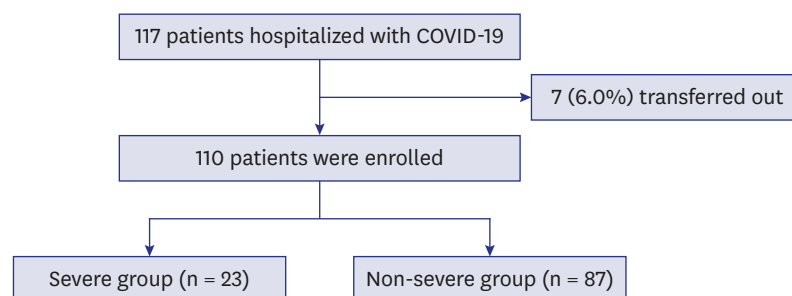 117 patients hospitalized with COVID-19
7 (6.0%) transferred out
110 patients were enrolled
Severe group (n = 23)
Non-severe group (n = 87)